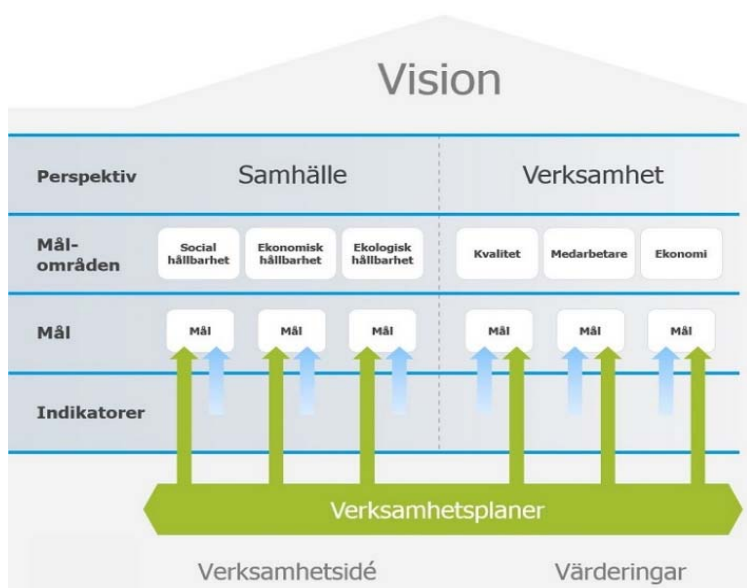 Vision
Perspektiv
Samhälle
Verksamhet
Mål-
områden
Social
hållbarhet
Ekonomisk
hållbarhet
Ekologisk
hållbarhet
Kvalitet
Medarbetare
Ekonomi
Mål
Mål
Mål
Mål
Mål
Mål
Mål
Indikatorer
Verksamhetsplaner
Verksamhetsidé
Värderingar